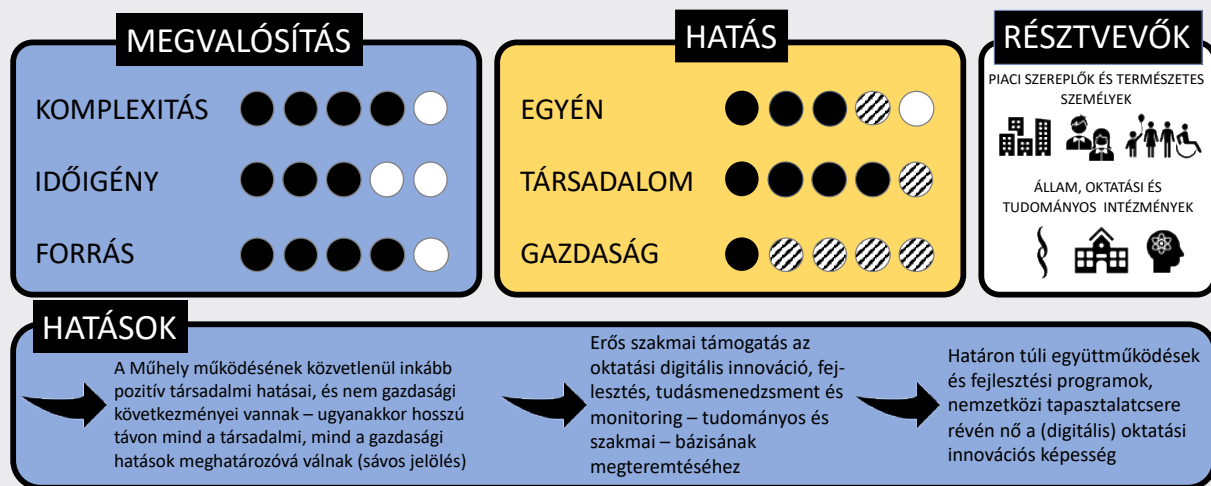 MEGVALÓSÍTÁS
KOMPLEXITÁS
IDŐIGÉNY
FORRÁS
HATÁS
EGYÉN
TÁRSADALOM
GAZDASÁG
RÉSZTVEVŐK
PIACI SZEREPLŐK ÉS TERMÉSZETES
SZEMÉLYEK
ÁLLAM, OKTATÁSI ÉS
TUDOMÁNYOS INTÉZMÉNYEK
HATÁSOK
A Műhely működésének közvetlenül inkább
pozitív társadalmi hatásai, és nem gazdasági
következményei vannak – ugyanakkor hosszú
távon mind a társadalmi, mind a gazdasági
hatások meghatározóvá válnak (sávos jelölés)
Erős szakmai támogatás az
oktatási digitális innováció, fej-
lesztés, tudásmenedzsment és
monitoring – tudományos és
szakmai – bázisának
megteremtéséhez
Határon túli együttműködések
és fejlesztési programok,
nemzetközi tapasztalatcsere
révén nő a (digitális) oktatási
innovációs képesség